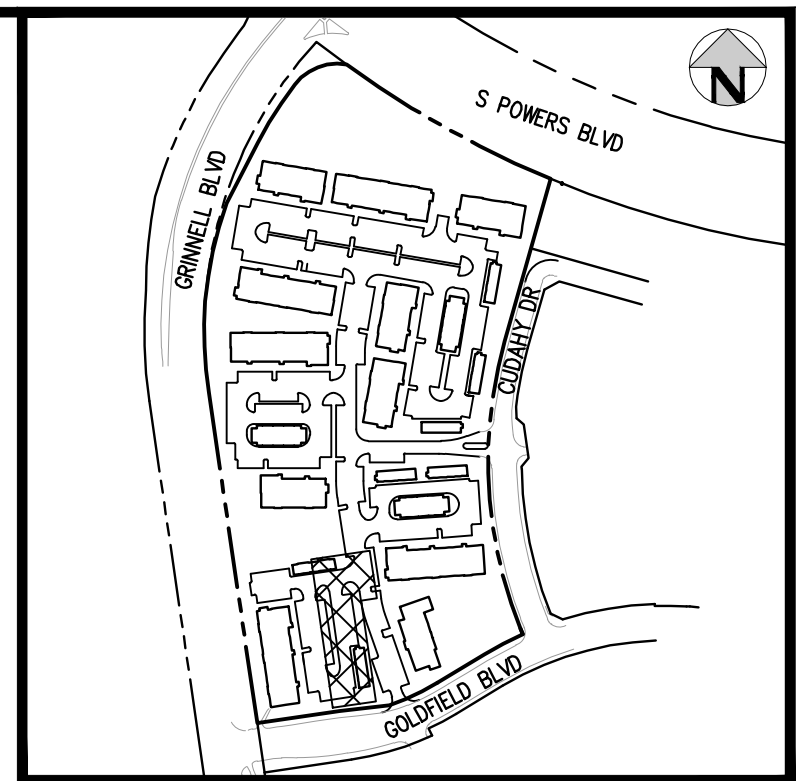 N
S POWERS BLVD
GRINNELL BLVD
CUDAHY DR
GOLDFIELD BLVD